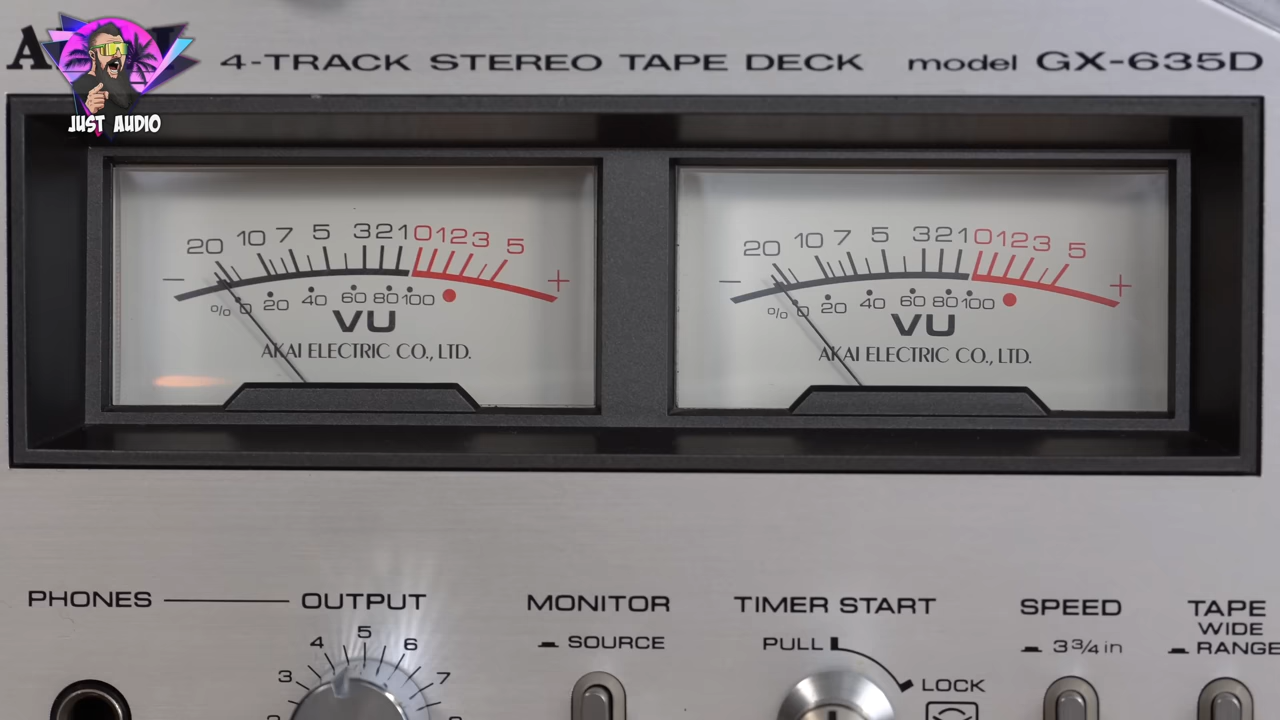 4-TRACK STEREO TAPE DECK model GX-635D
JUST AUDIO
20 10 7 5 3 2 1 0 1 2 3 5
- +
% 0 20 40 60 80 100
VU
AKAI ELECTRIC CO., LTD.
20 10 7 5 3 2 1 0 1 2 3 5
- +
% 0 20 40 60 80 100
VU
AKAI ELECTRIC CO., LTD.
PHONES OUTPUT MONITOR TIMER START SPEED TAPE
SOURCE PULL 3 3/4 in WIDE
RANGE
3 4 5 6 7
LOCK